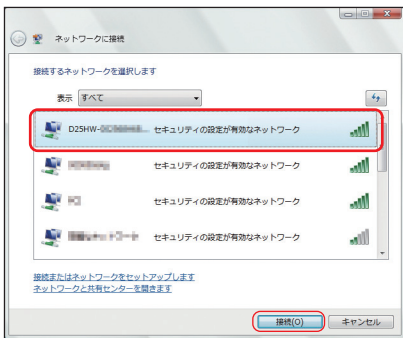 ネットワークに接続
接続するネットワークを選択します
表示 すべて
D25HW- ... セキュリティの設定が有効なネットワーク
セキュリティの設定が有効なネットワーク
セキュリティの設定が有効なネットワーク
セキュリティの設定が有効なネットワーク
接続またはネットワークをセットアップします
ネットワークと共有センターを開きます
接続(O) キャンセル